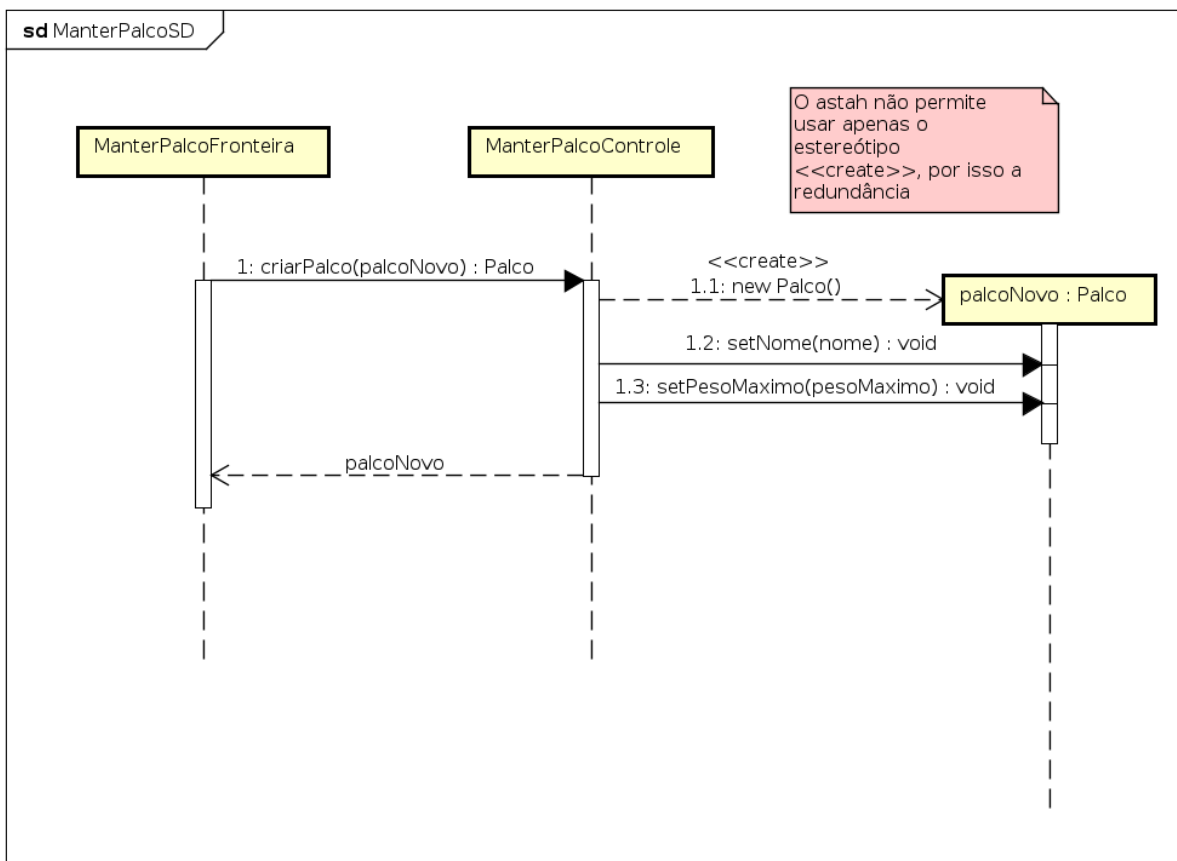 sd ManterPalcoSD
O astah não permite
usar apenas o
estereótipo
<<create>>, por isso a
redundância
ManterPalcoFronteira
ManterPalcoControle
1: criarPalco(palcoNovo) : Palco
<<create>>
1.1: new Palco()
palcoNovo : Palco
1.2: setNome(nome) : void
1.3: setPesoMaximo(pesoMaximo) : void
palcoNovo